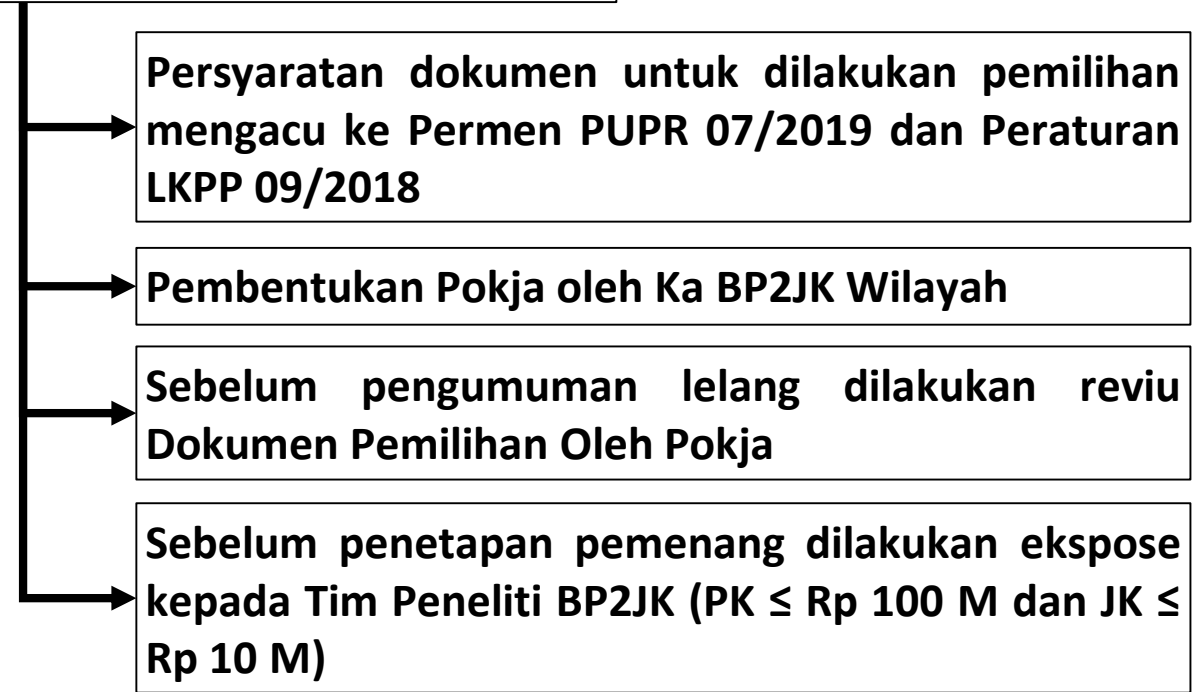 Persyaratan dokumen untuk dilakukan pemilihan
mengacu ke Permen PUPR 07/2019 dan Peraturan
LKPP 09/2018
Pembentukan Pokja oleh Ka BP2JK Wilayah
Sebelum pengumuman lelang dilakukan reviu
Dokumen Pemilihan Oleh Pokja
Sebelum penetapan pemenang dilakukan ekspose
kepada Tim Peneliti BP2JK (PK ≤ Rp 100 M dan JK ≤
Rp 10 M)